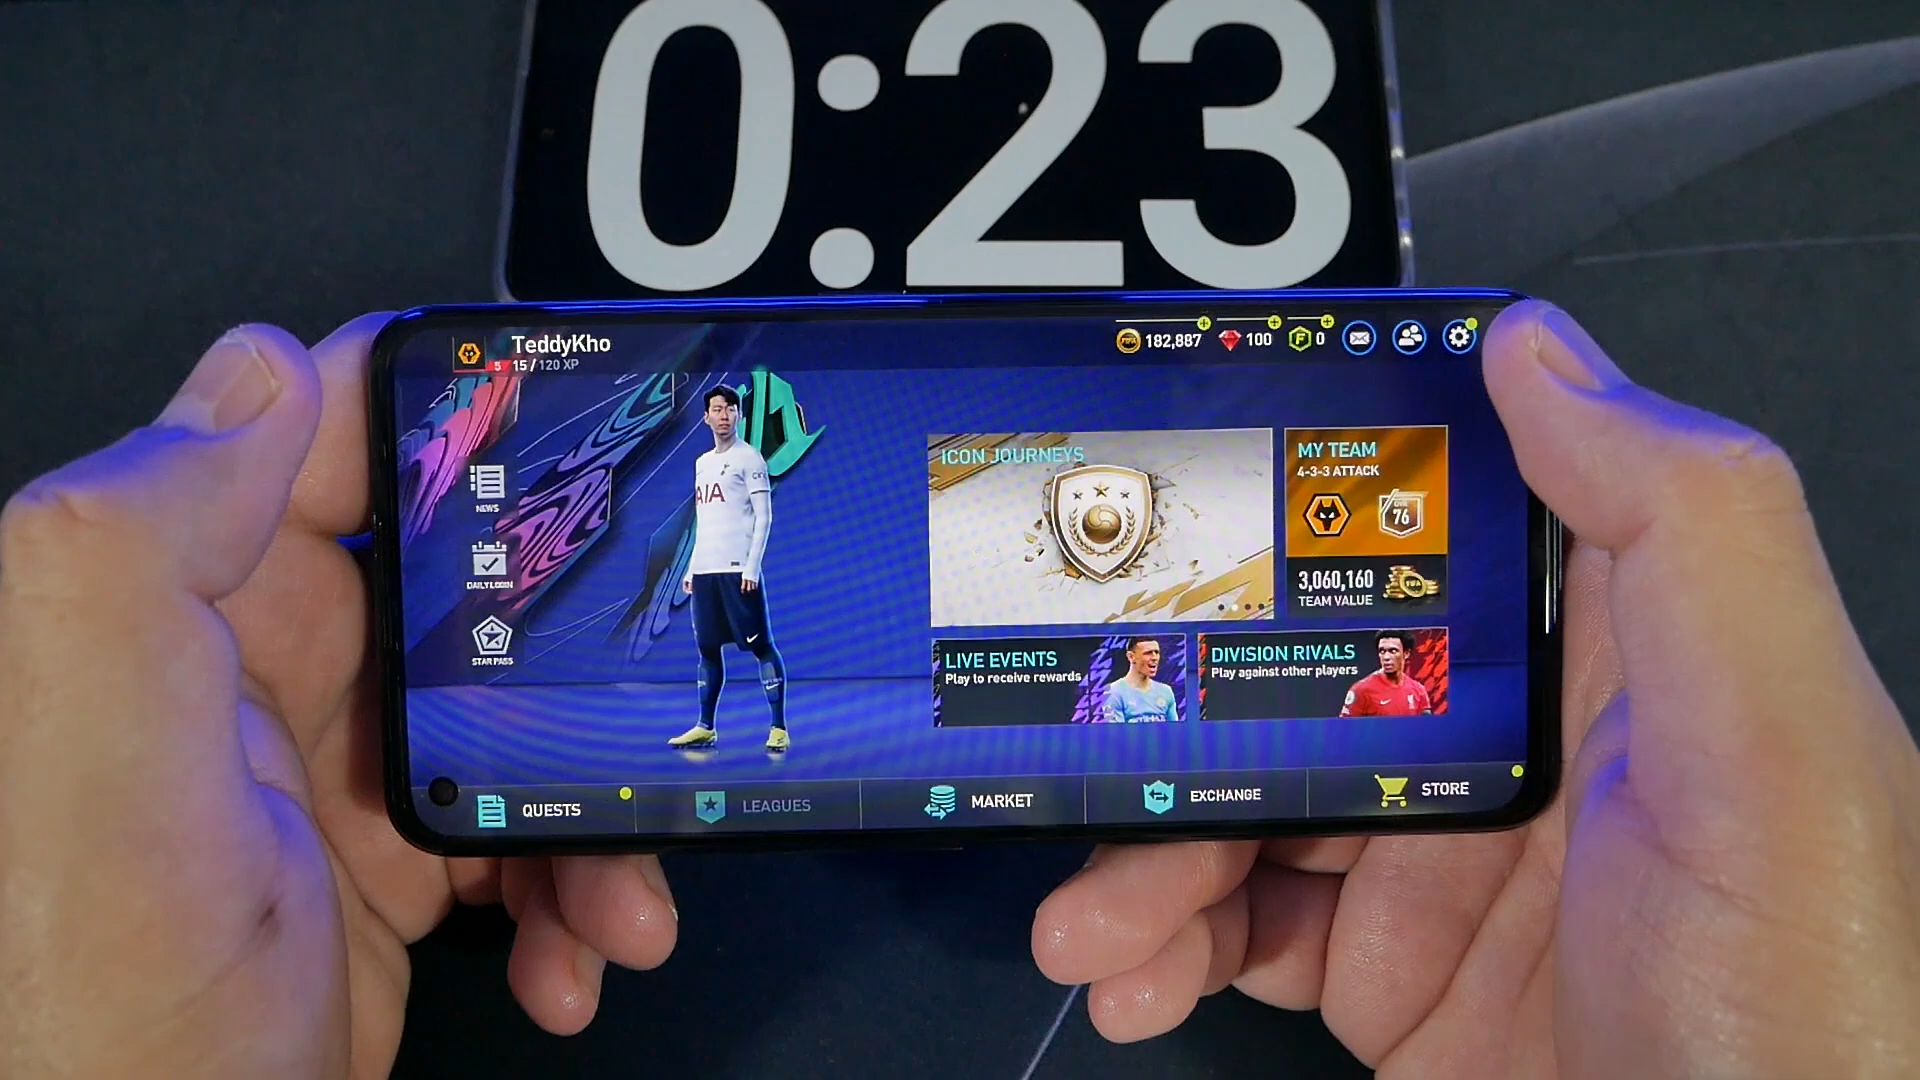 0:23
TeddyKho
5 15 / 120 XP
182,887
100
F 0
NEWS
DAILY LOGIN
STAR PASS
AIA
ICON JOURNEYS
MY TEAM
4-3-3 ATTACK
76
3,060,160
TEAM VALUE
LIVE EVENTS
Play to receive rewards
DIVISION RIVALS
Play against other players
QUESTS
LEAGUES
MARKET
EXCHANGE
STORE